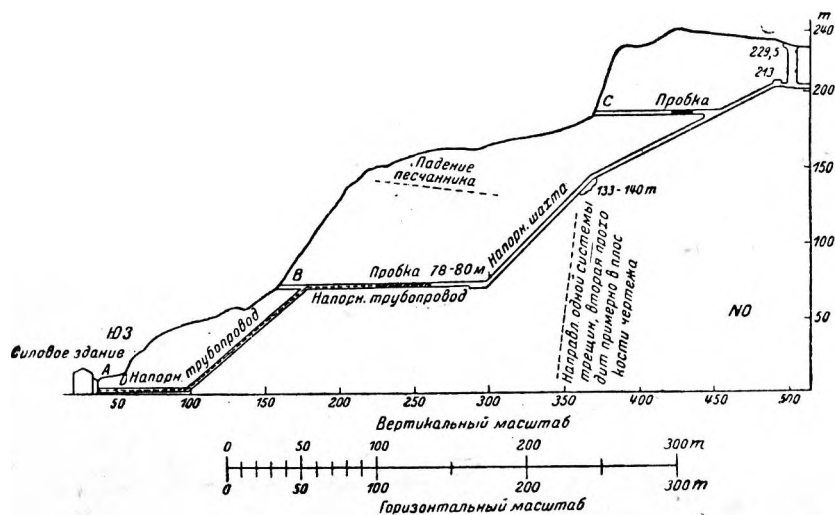 m
240
229,5
213
200
C
Пробка
150
Падение
песчанника
133-140m
Напорн. шахта
100
Пробка 78-80м
B
Напорн. трубопровод
50
NO
Направл. одной системы
трещин, вторая прохо
дит примерно в плос
кости чертежа
ЮЗ
Силовое здание
A
Напорн. трубопровод
50 100 150 200 250 300 350 400 450 500
Вертикальный масштаб
0 50 100 200 300 m
0 50 100 200 300 m
Горизонтальный масштаб